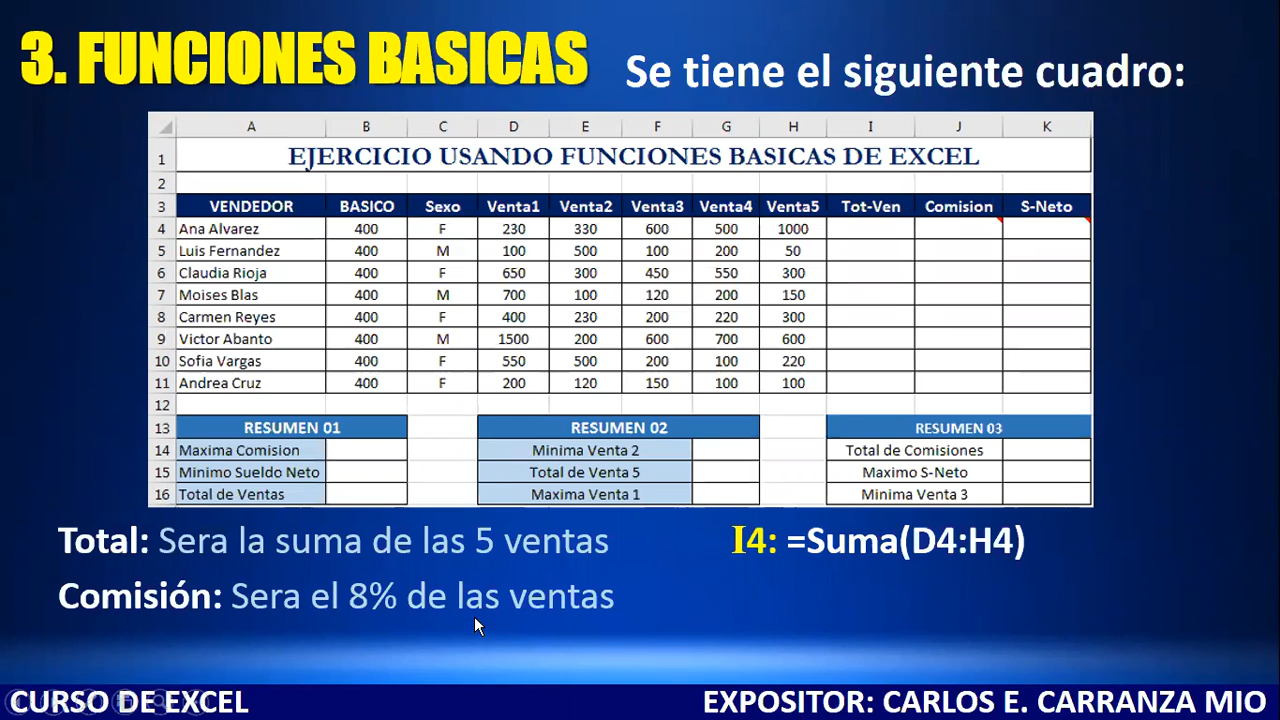 3. FUNCIONES BASICAS
Se tiene el siguiente cuadro:
A B C D E F G H I J K
1 EJERCICIO USANDO FUNCIONES BASICAS DE EXCEL
2
3 VENDEDOR BASICO Sexo Venta1 Venta2 Venta3 Venta4 Venta5 Tot-Ven Comision S-Neto
4 Ana Alvarez 400 F 230 330 600 500 1000
5 Luis Fernandez 400 M 100 500 100 200 50
6 Claudia Rioja 400 F 650 300 450 550 300
7 Moises Blas 400 M 700 100 120 200 150
8 Carmen Reyes 400 F 400 230 200 220 300
9 Victor Abanto 400 M 1500 200 600 700 600
10 Sofia Vargas 400 F 550 500 200 100 220
11 Andrea Cruz 400 F 200 120 150 100 100
12
13 RESUMEN 01 RESUMEN 02 RESUMEN 03
14 Maxima Comision Minima Venta 2 Total de Comisiones
15 Minimo Sueldo Neto Total de Venta 5 Maximo S-Neto
16 Total de Ventas Maxima Venta 1 Minima Venta 3
Total: Sera la suma de las 5 ventas I4: =Suma(D4:H4)
Comisión: Sera el 8% de las ventas
CURSO DE EXCEL EXPOSITOR: CARLOS E. CARRANZA MIO